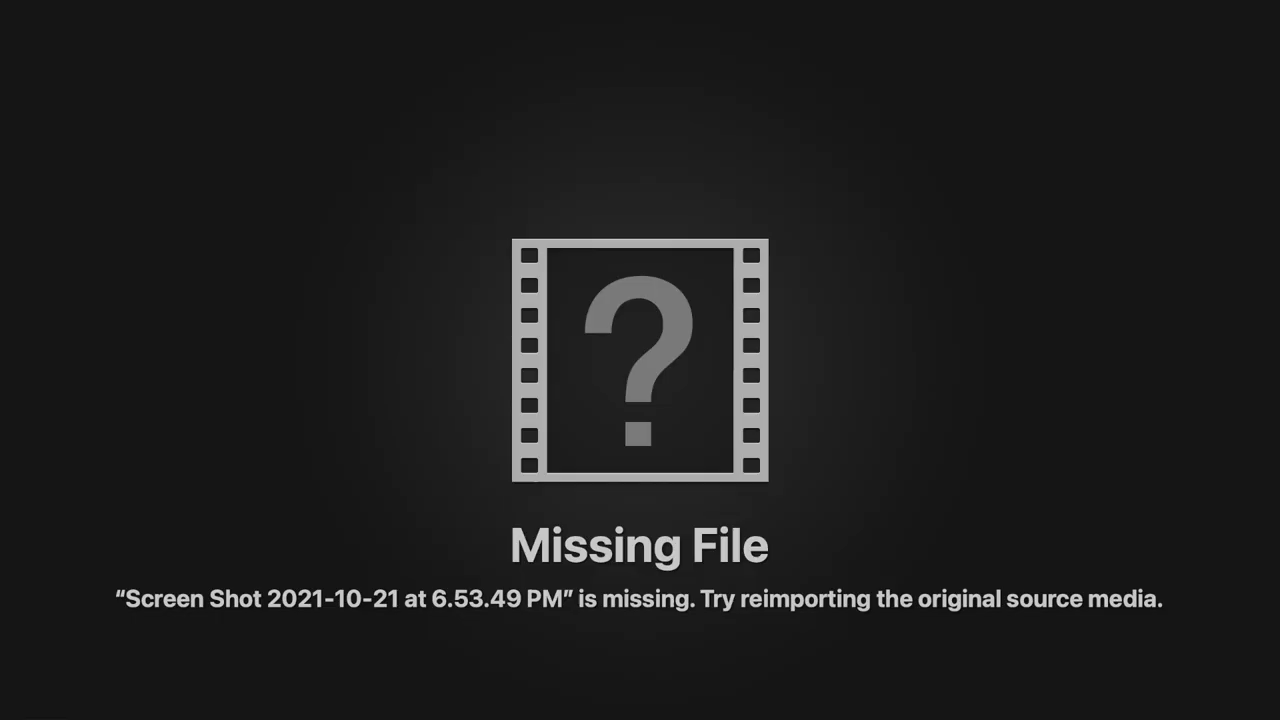 ?
Missing File
“Screen Shot 2021-10-21 at 6.53.49 PM” is missing. Try reimporting the original source media.